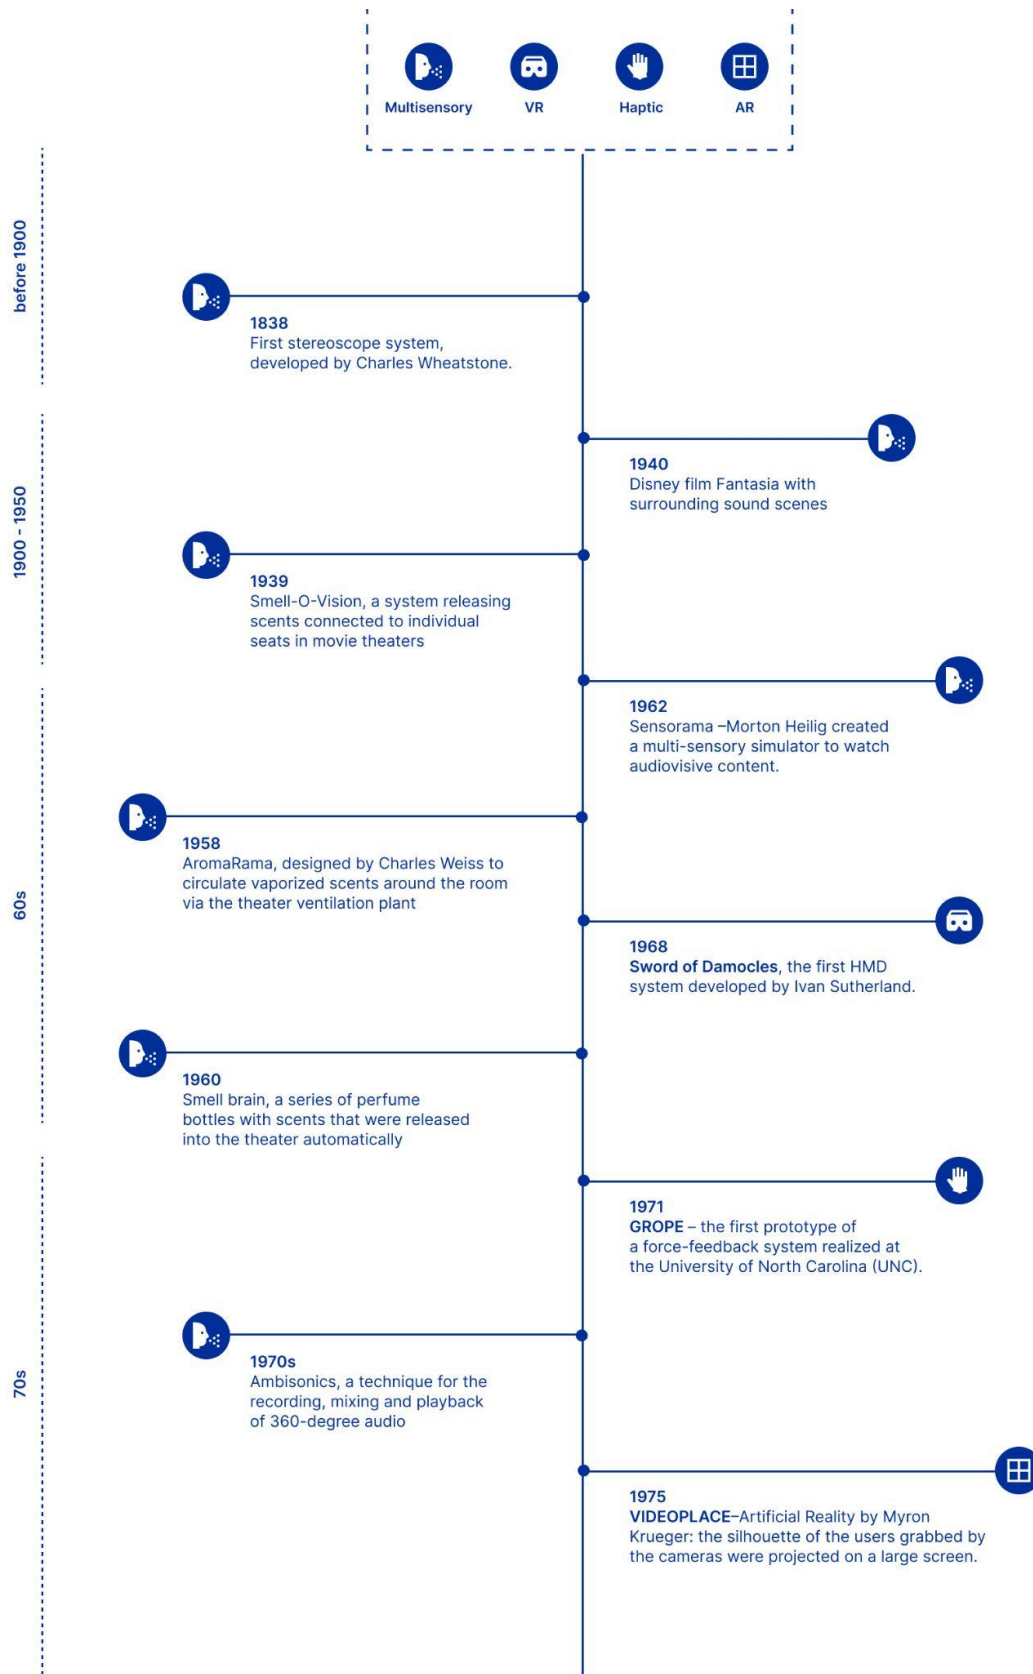 Multisensory
VR
Haptic
AR
before 1900
1838
First stereoscope system,
developed by Charles Wheatstone.
1900 - 1950
1940
Disney film Fantasia with
surrounding sound scenes
1939
Smell-O-Vision, a system releasing
scents connected to individual
seats in movie theaters
60s
1962
Sensorama –Morton Heilig created
a multi-sensory simulator to watch
audiovisive content.
1958
AromaRama, designed by Charles Weiss to
circulate vaporized scents around the room
via the theater ventilation plant
1968
Sword of Damocles, the first HMD
system developed by Ivan Sutherland.
1960
Smell brain, a series of perfume
bottles with scents that were released
into the theater automatically
70s
1971
GROPE – the first prototype of
a force-feedback system realized at
the University of North Carolina (UNC).
1970s
Ambisonics, a technique for the
recording, mixing and playback
of 360-degree audio
1975
VIDEOPLACE–Artificial Reality by Myron
Krueger: the silhouette of the users grabbed by
the cameras were projected on a large screen.